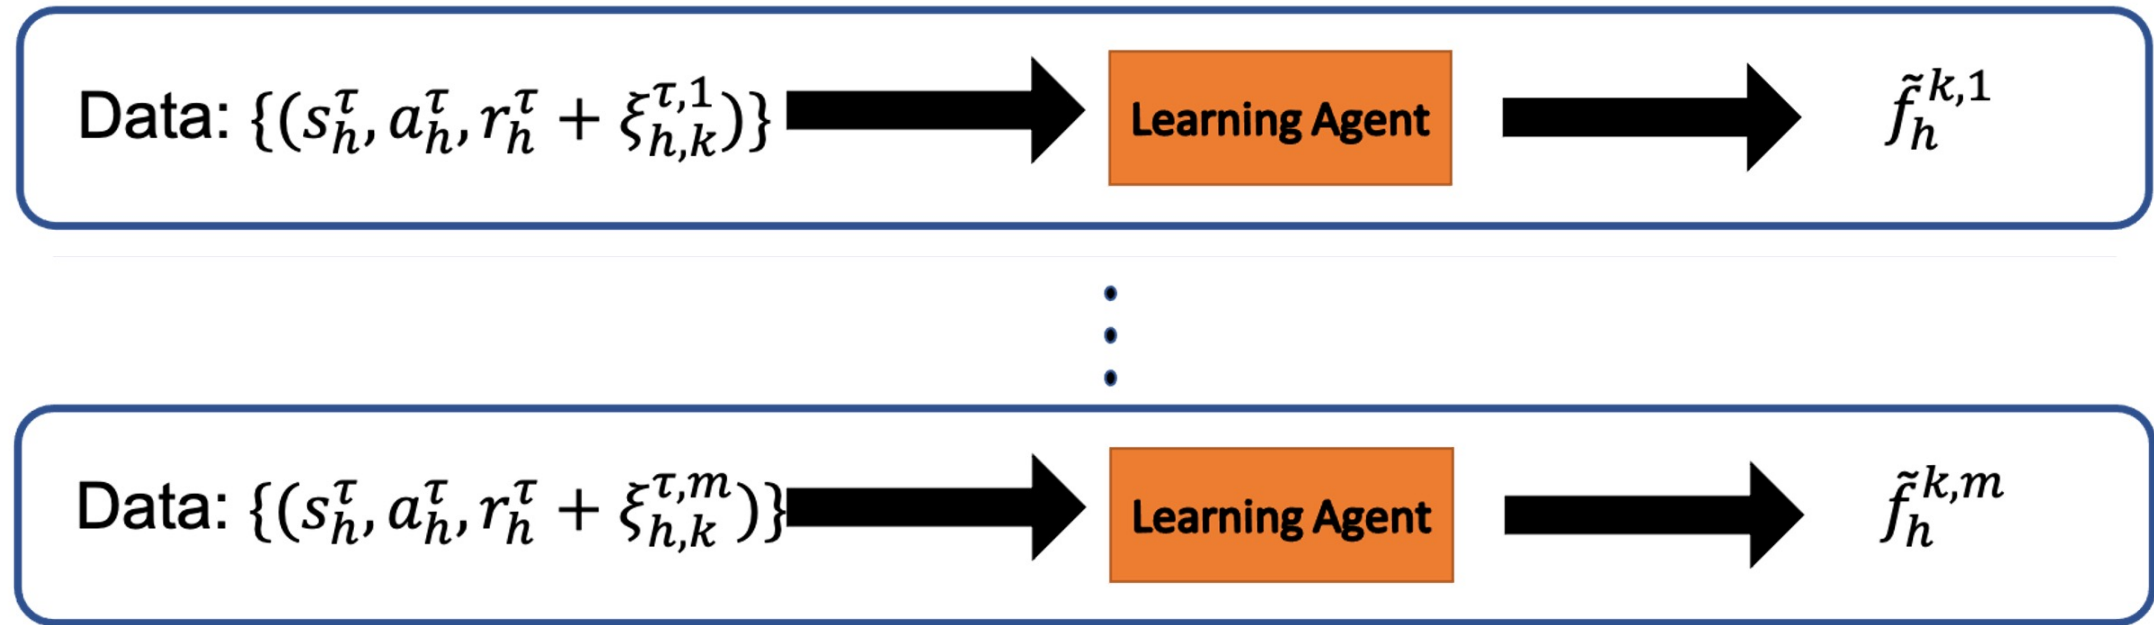 Data: {(s_h^τ, a_h^τ, r_h^τ + ξ_{h,k}^{τ,1})} Learning Agent f̃_h^{k,1}
Data: {(s_h^τ, a_h^τ, r_h^τ + ξ_{h,k}^{τ,m})} Learning Agent f̃_h^{k,m}